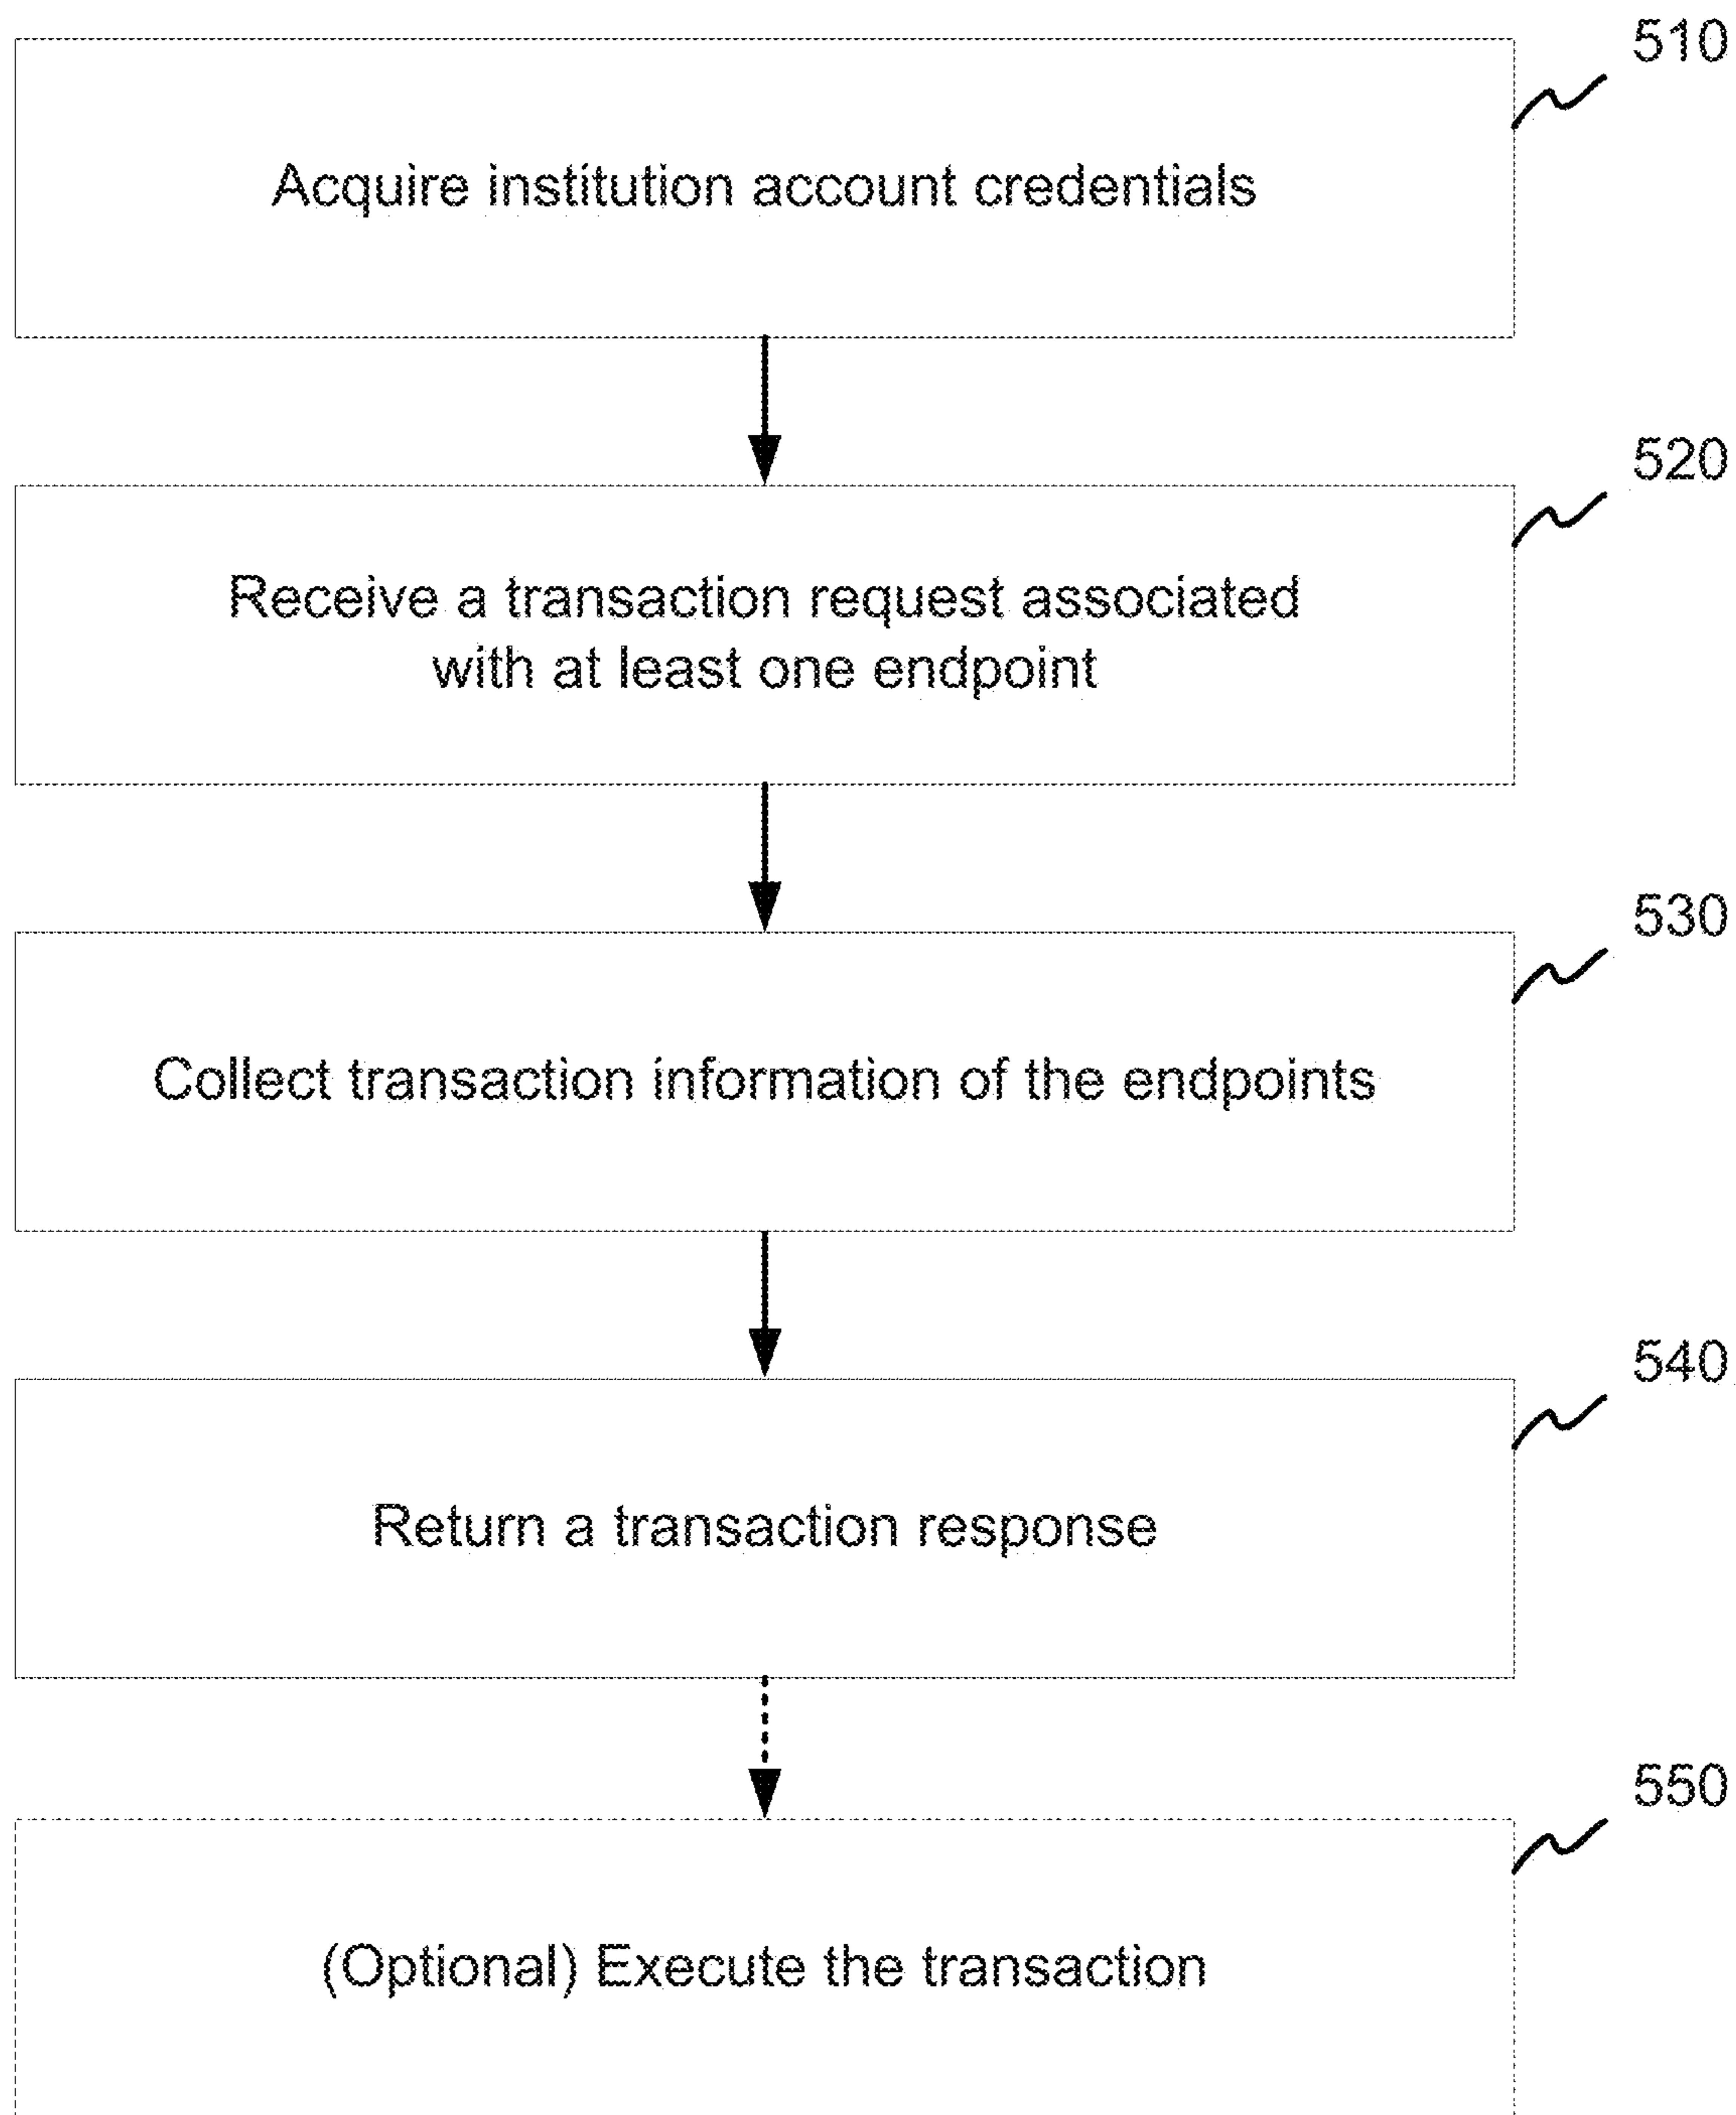 510
Acquire institution account credentials
520
Receive a transaction request associated
with at least one endpoint
530
Collect transaction information of the endpoints
540
Return a transaction response
550
(Optional) Execute the transaction